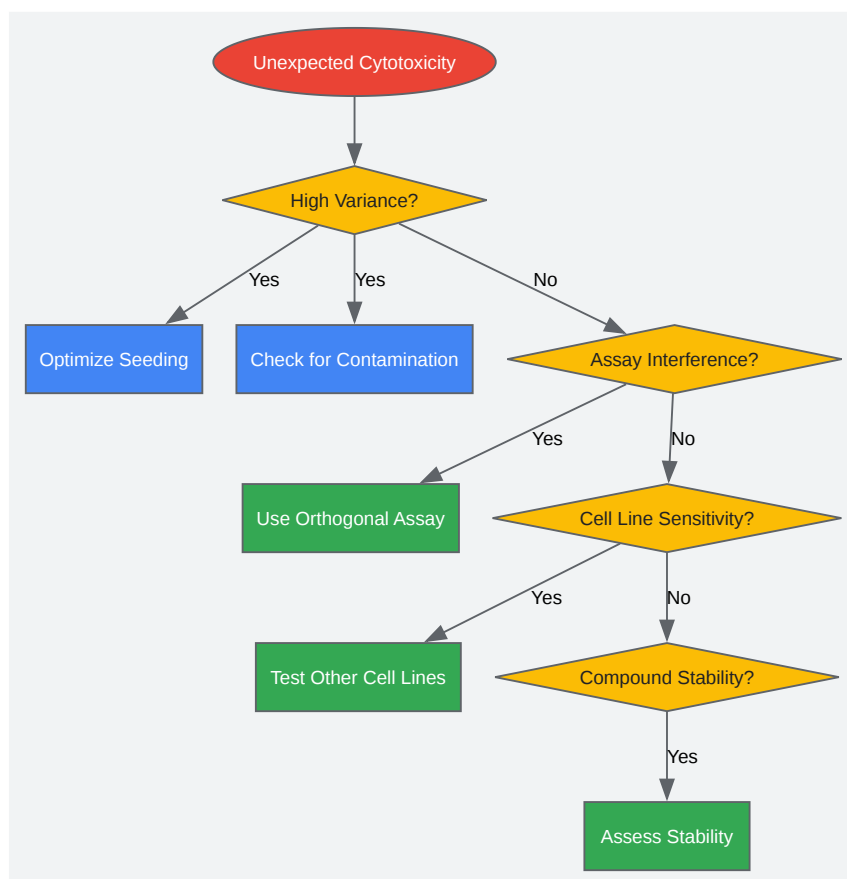 Unexpected Cytotoxicity
High Variance?
Yes
Yes
No
Optimize Seeding
Check for Contamination
Assay Interference?
Yes
No
Use Orthogonal Assay
Cell Line Sensitivity?
Yes
No
Test Other Cell Lines
Compound Stability?
Yes
Assess Stability